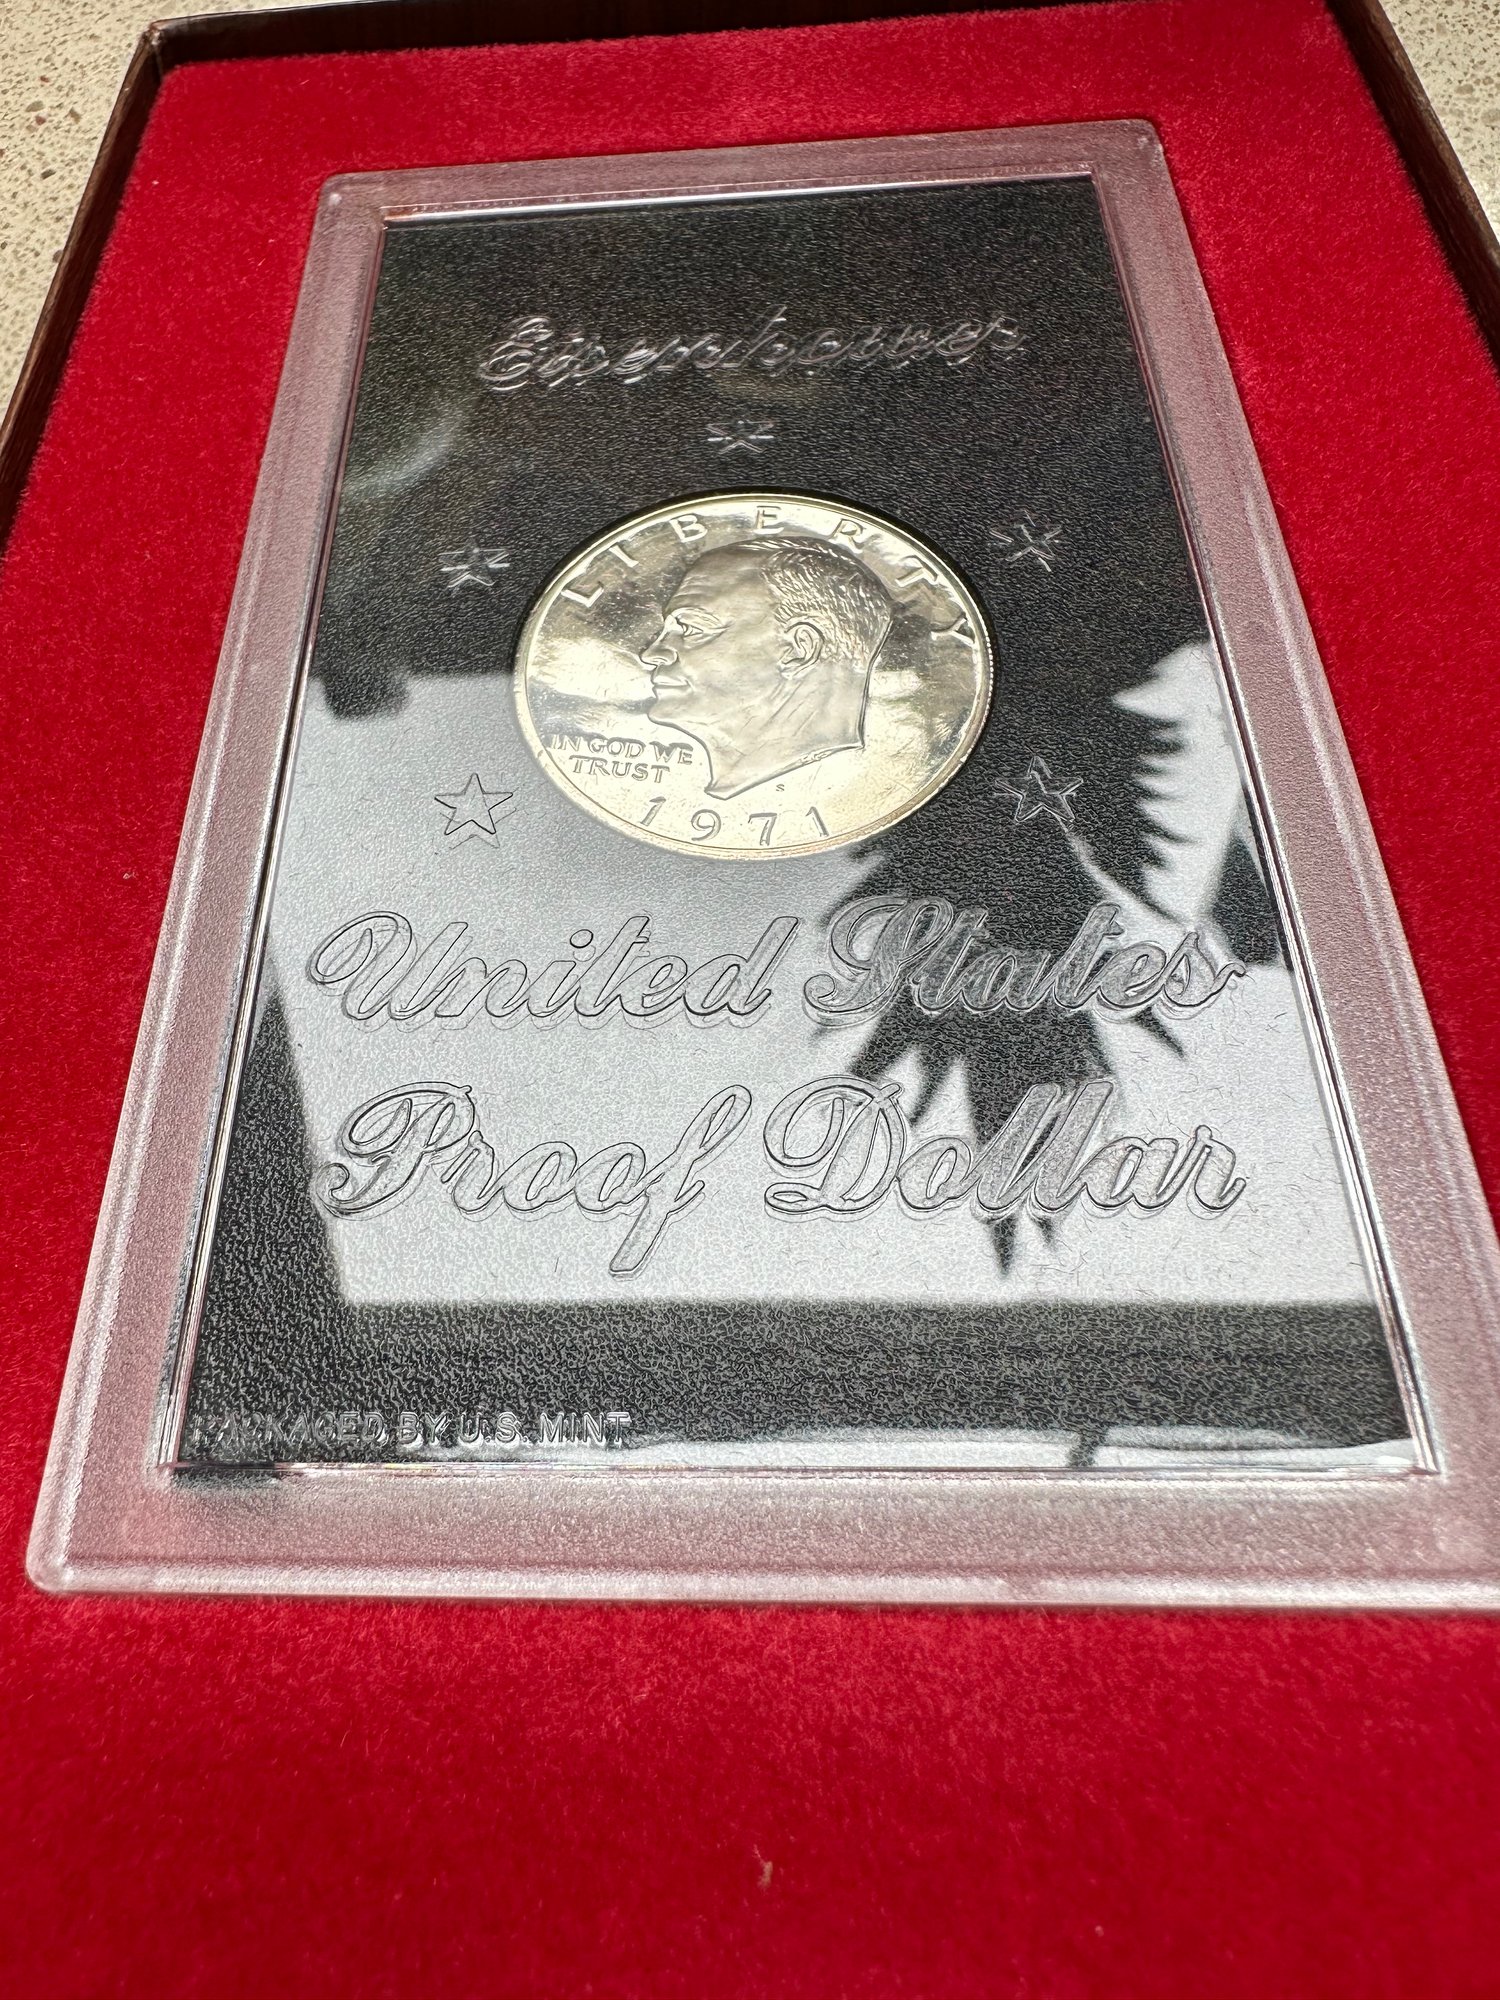 Eisenhower
LIBERTY
IN GOD WE
TRUST
S
1971
United States
Proof Dollar
PACKAGED BY U.S. MINT